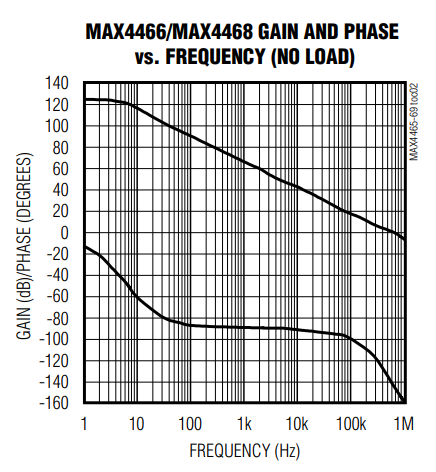 MAX4466/MAX4468 GAIN AND PHASE
vs. FREQUENCY (NO LOAD)
MAX4465-69 toc02
GAIN (dB)/PHASE (DEGREES)
140
120
100
80
60
40
20
0
-20
-40
-60
-80
-100
-120
-140
-160
1 10 100 1k 10k 100k 1M
FREQUENCY (Hz)